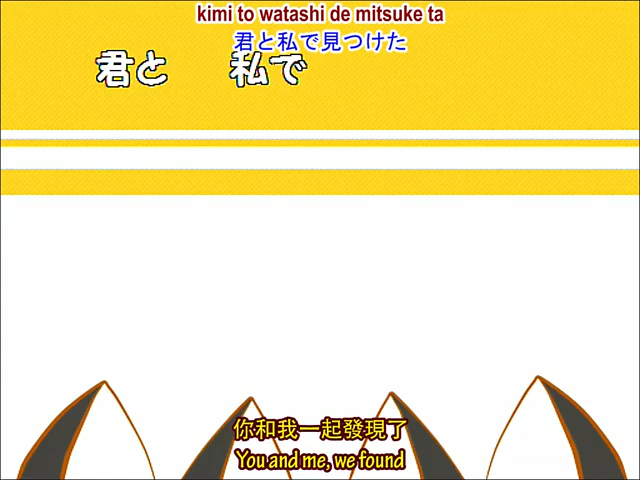 kimi to watashi de mitsuke ta
君と私で見つけた
君と 私で
你和我一起發現了
You and me, we found